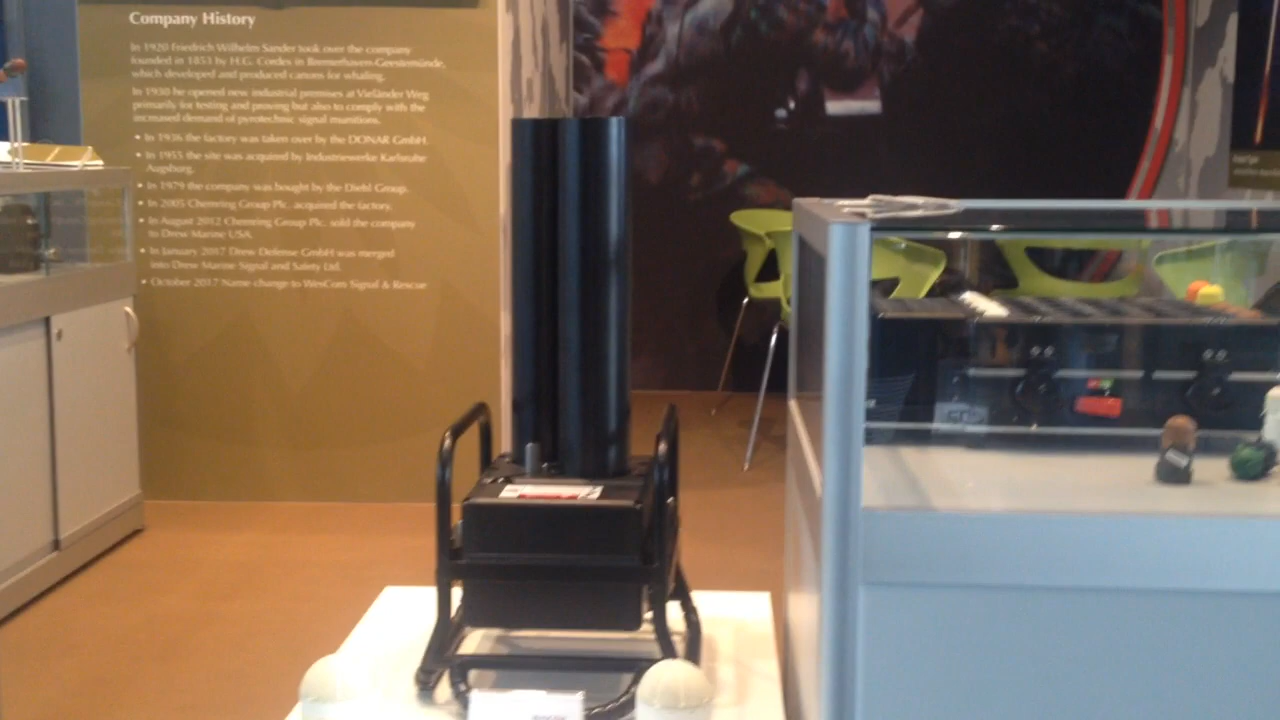 Company History
In 1920 Friedrich Wilhelm Sander took over the company
founded in 1853 by H.G. Cordes in Bremerhaven-Geestemünde,
which developed and produced canons for whaling.
In 1930 he opened new industrial premises at Vieländer Weg
primarily for testing and proving but also to comply with the
increased demand of pyrotechnic signal munitions.
• In 1936 the factory was taken over by the DONAR GmbH.
• In 1955 the site was acquired by Industriewerke Karlsruhe
Augsburg.
• In 1979 the company was bought by the Diehl Group.
• In 2005 Chemring Group Plc. acquired the factory.
• In August 2012 Chemring Group Plc. sold the company
to Drew Marine USA.
• In January 2017 Drew Defense GmbH was merged
into Drew Marine Signal and Safety Ltd.
• October 2017 Name change to WesCom Signal & Rescue